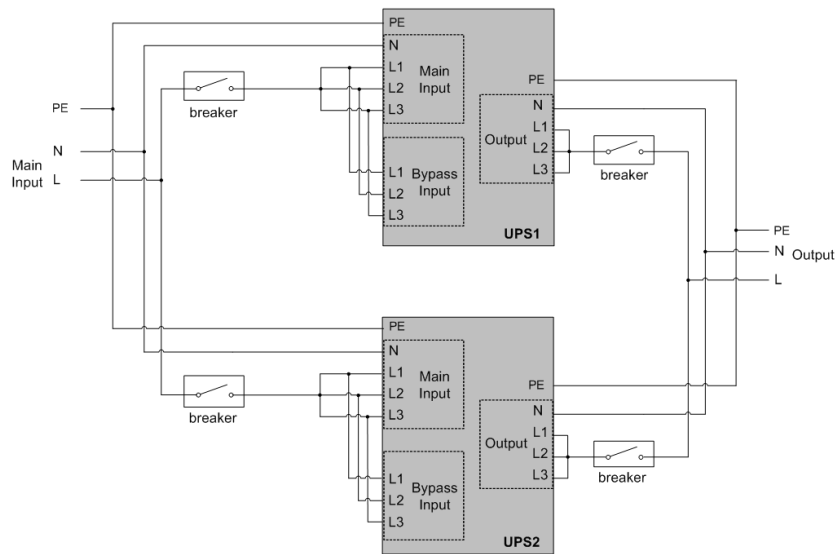 PE
N
L1
L2
L3
Main
Input
PE
breaker
PE
N
L
Main
Input
N
L1
L2
L3
Output
breaker
L1
L2
L3
Bypass
Input
UPS1
PE
N
L
Output
PE
N
L1
L2
L3
Main
Input
PE
breaker
N
L1
L2
L3
Output
breaker
L1
L2
L3
Bypass
Input
UPS2